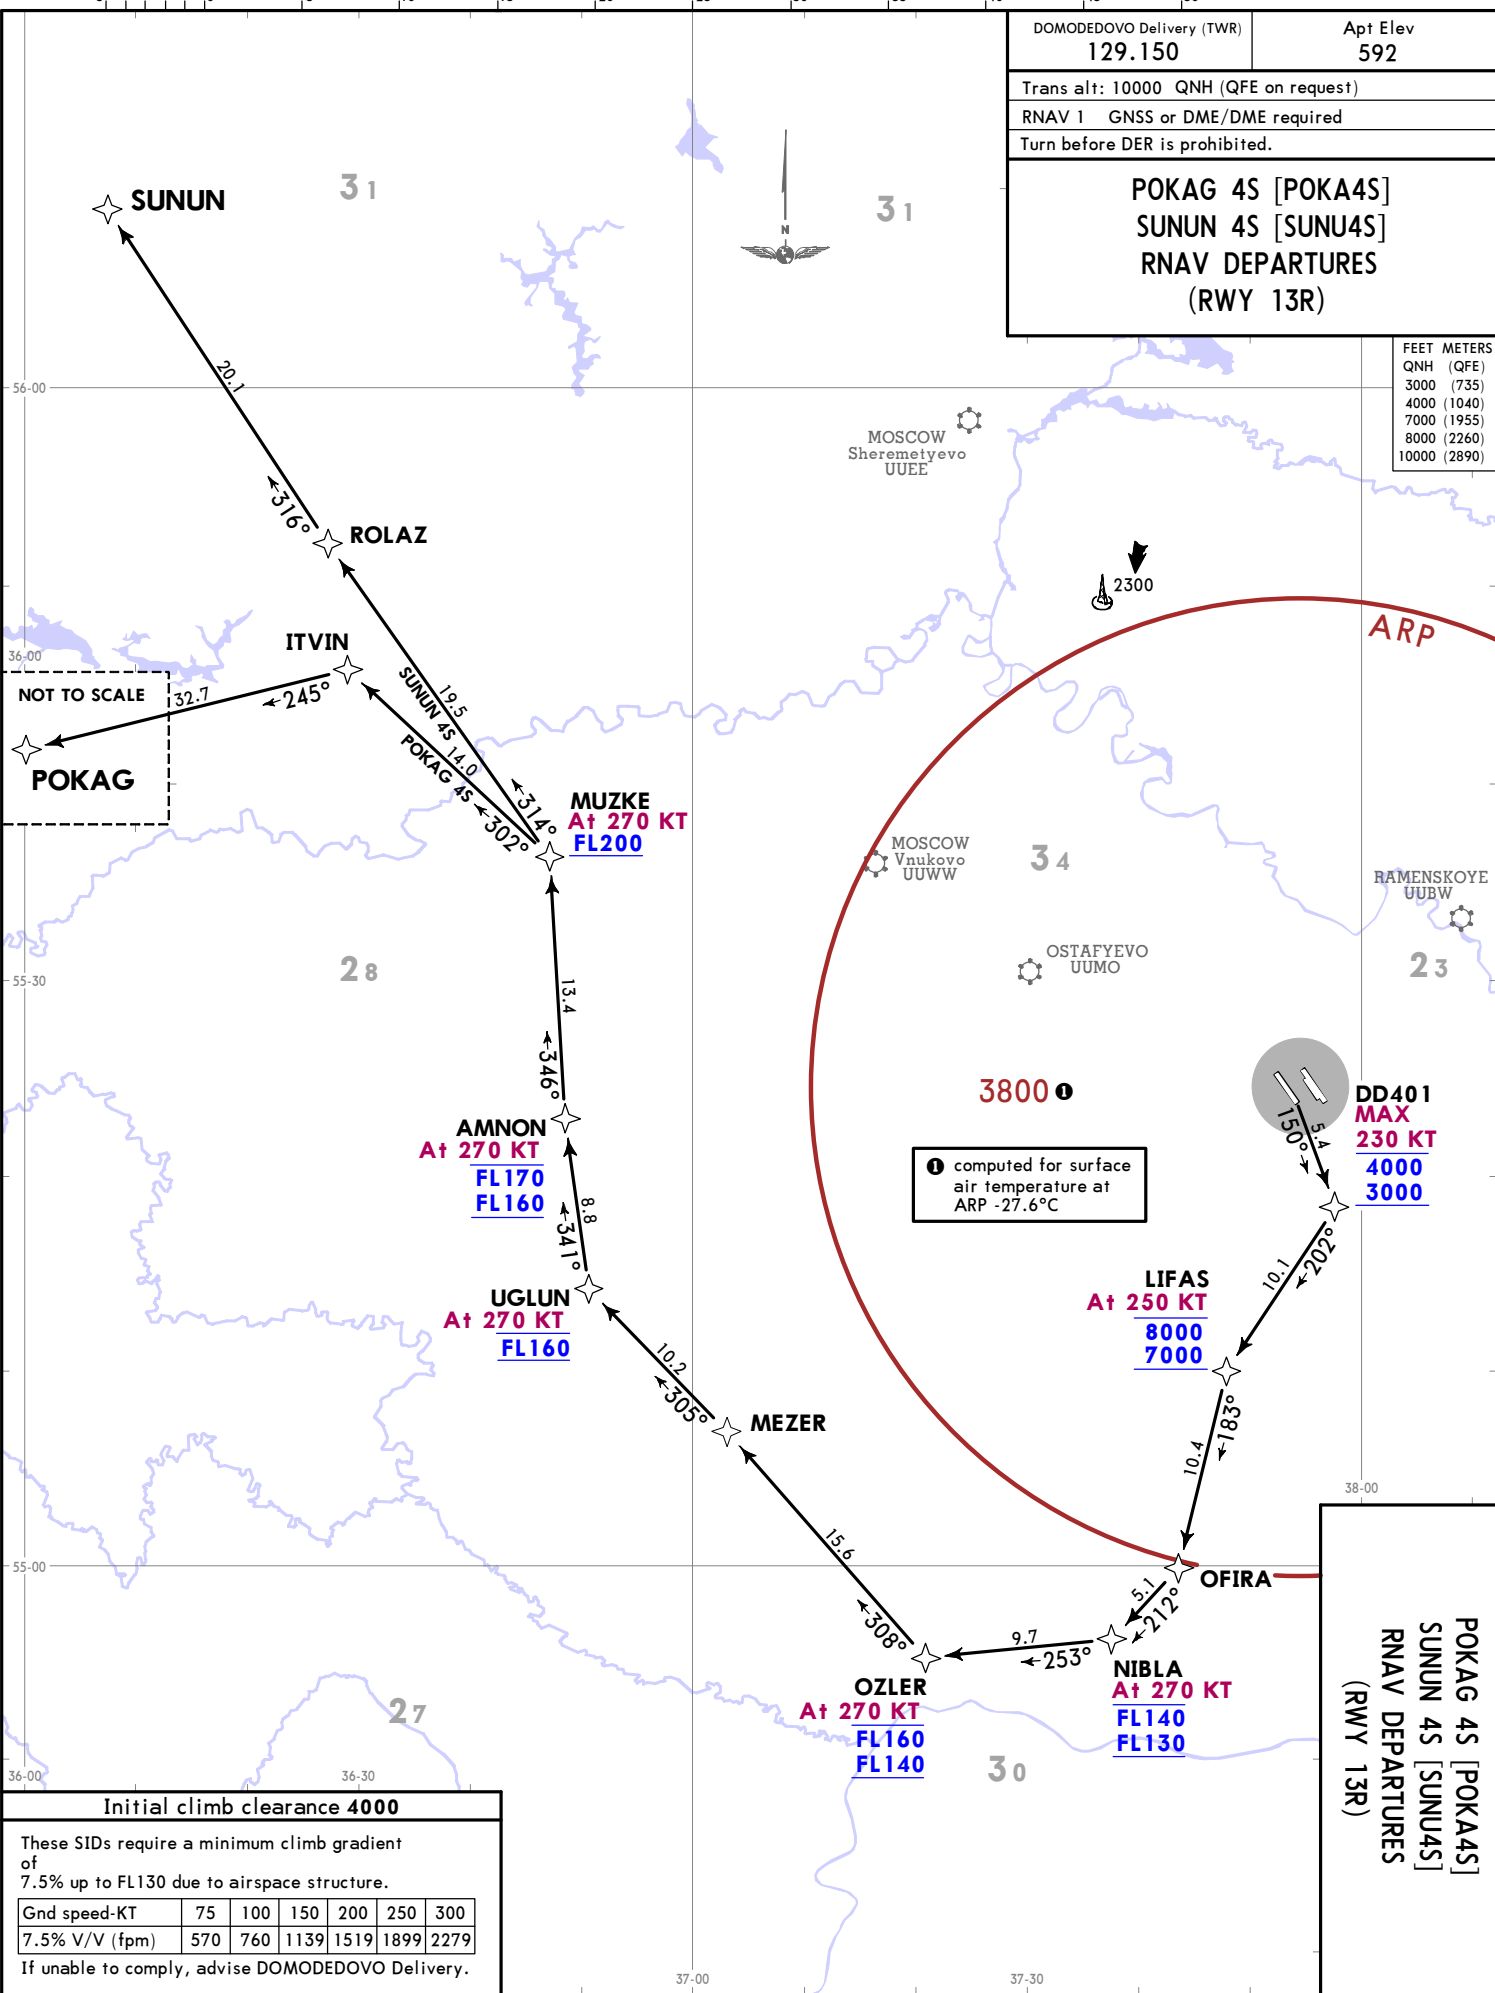 DOMODEDOVO Delivery (TWR)
129.150
Apt Elev
592
Trans alt: 10000 QNH (QFE on request)
RNAV 1 GNSS or DME/DME required
Turn before DER is prohibited.
POKAG 4S [POKA4S]
SUNUN 4S [SUNU4S]
RNAV DEPARTURES
(RWY 13R)
FEET METERS
QNH (QFE)
3000 (735)
4000 (1040)
7000 (1955)
8000 (2260)
10000 (2890)
SUNUN
31
31
N
20.1
56-00
MOSCOW
Sheremetyevo
UUEE
316°
ROLAZ
2300
ARP
ITVIN
36-00
NOT TO SCALE
32.7
245°
POKAG
SUNUN 4S
19.5
POKAG 4S
14.0
314°
302°
MUZKE
At 270 KT
FL200
MOSCOW
Vnukovo
UUWW
34
RAMENSKOYE
UUBW
OSTAFYEVO
UUMO
23
28
55-30
13.4
346°
3800 ❶
DD401
MAX
230 KT
4000
3000
5.4
150°
AMNON
At 270 KT
FL170
FL160
❶ computed for surface
air temperature at
ARP -27.6°C
8.8
341°
202°
10.1
LIFAS
At 250 KT
8000
7000
UGLUN
At 270 KT
FL160
10.2
305°
MEZER
183°
10.4
38-00
15.6
308°
55-00
OFIRA
5.1
212°
9.7
253°
NIBLA
At 270 KT
FL140
FL130
OZLER
At 270 KT
FL160
FL140
27
30
36-00
36-30
37-00
37-30
POKAG 4S [POKA4S]
SUNUN 4S [SUNU4S]
RNAV DEPARTURES
(RWY 13R)
Initial climb clearance 4000
These SIDs require a minimum climb gradient
of
7.5% up to FL130 due to airspace structure.
Gnd speed-KT 75 100 150 200 250 300
7.5% V/V (fpm) 570 760 1139 1519 1899 2279
If unable to comply, advise DOMODEDOVO Delivery.